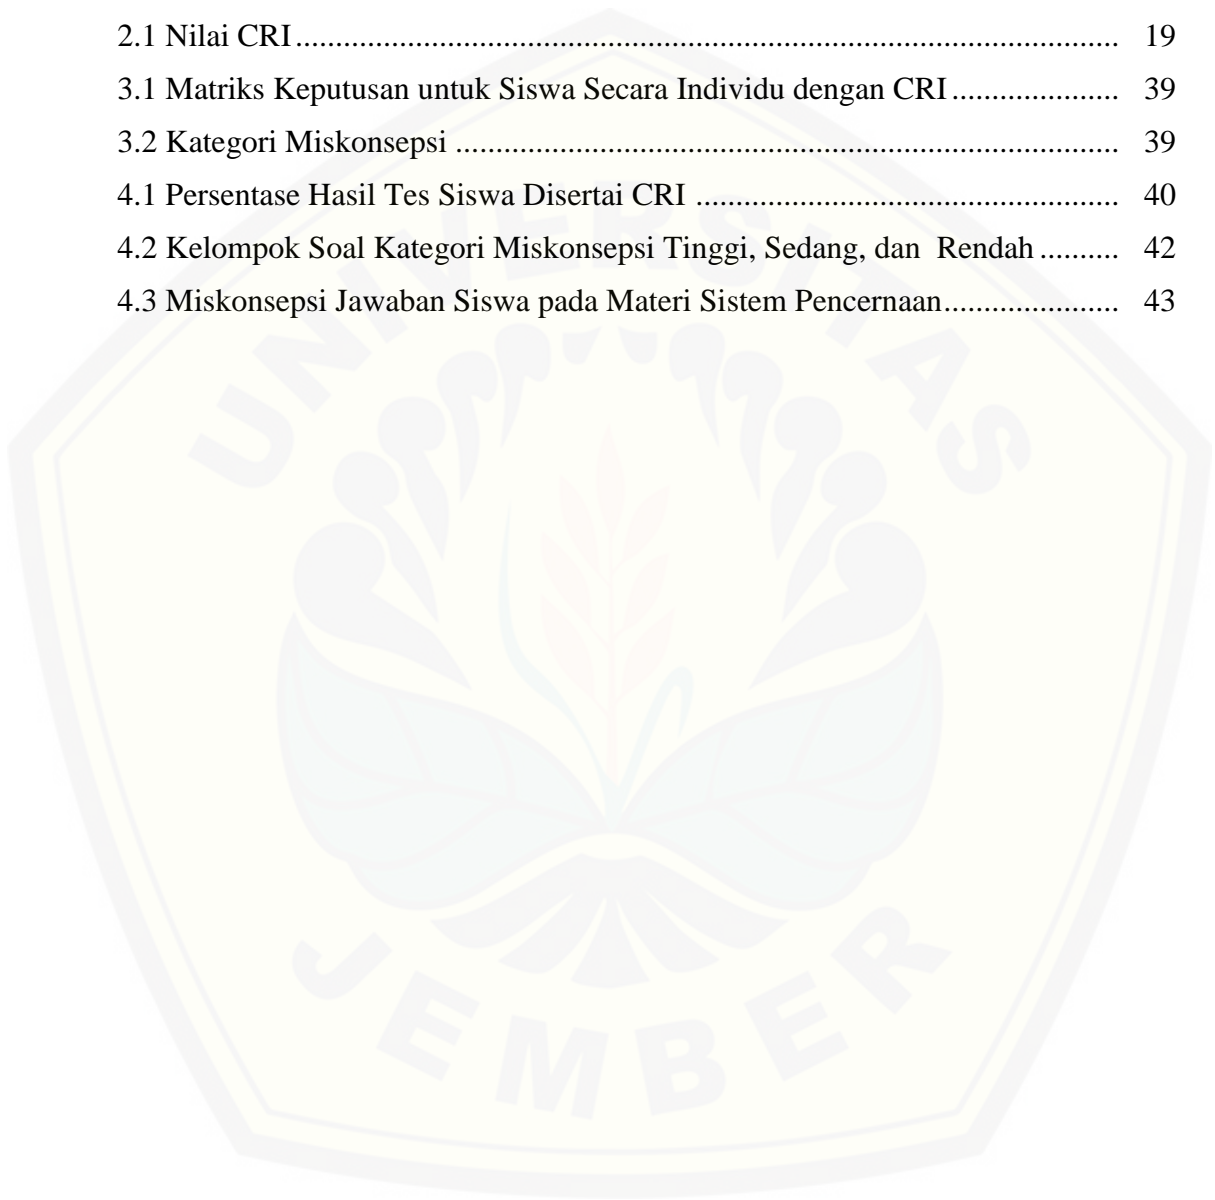 2.1 Nilai CRI....................................................................................... 19
3.1 Matriks Keputusan untuk Siswa Secara Individu dengan CRI..................... 39
3.2 Kategori Miskonsepsi ...................................................................... 39
4.1 Persentase Hasil Tes Siswa Disertai CRI ............................................. 40
4.2 Kelompok Soal Kategori Miskonsepsi Tinggi, Sedang, dan Rendah .......... 42
4.3 Miskonsepsi Jawaban Siswa pada Materi Sistem Pencernaan................... 43
UNIVERSITAS
JEMBER